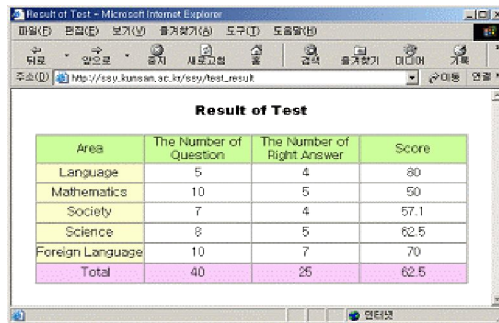 Result of Test - Microsoft Internet Explorer
파일(F) 편집(E) 보기(V) 즐겨찾기(A) 도구(T) 도움말(H)
뒤로 앞으로 중지 새로고침 홈 검색 즐겨찾기 미디어 기록
주소(D) http://ssy.kunsan.ac.kr/ssy/test_result 이동 연결
Result of Test
Area The Number of Question The Number of Right Answer Score
Language 5 4 80
Mathematics 10 5 50
Society 7 4 57.1
Science 8 5 62.5
Foreign Language 10 7 70
Total 40 25 62.5
인터넷